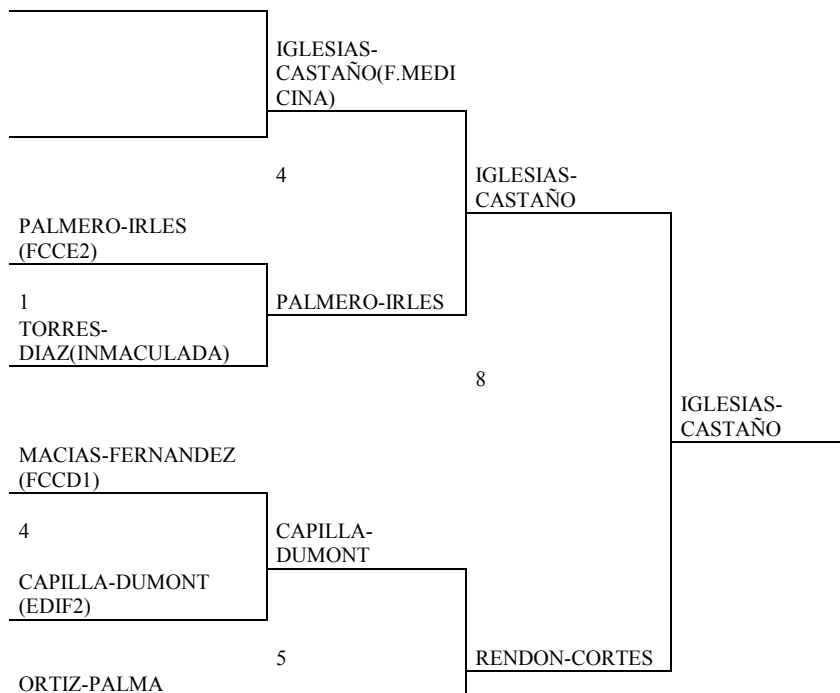 IGLESIAS-
CASTAÑO(F.MEDI
CINA)
4
IGLESIAS-
CASTAÑO
PALMERO-IRLES
(FCCE2)
1
PALMERO-IRLES
TORRES-
DIAZ(INMACULADA)
8
IGLESIAS-
CASTAÑO
MACIAS-FERNANDEZ
(FCCD1)
4
CAPILLA-
DUMONT
CAPILLA-DUMONT
(EDIF2)
5
RENDON-CORTES
ORTIZ-PALMA